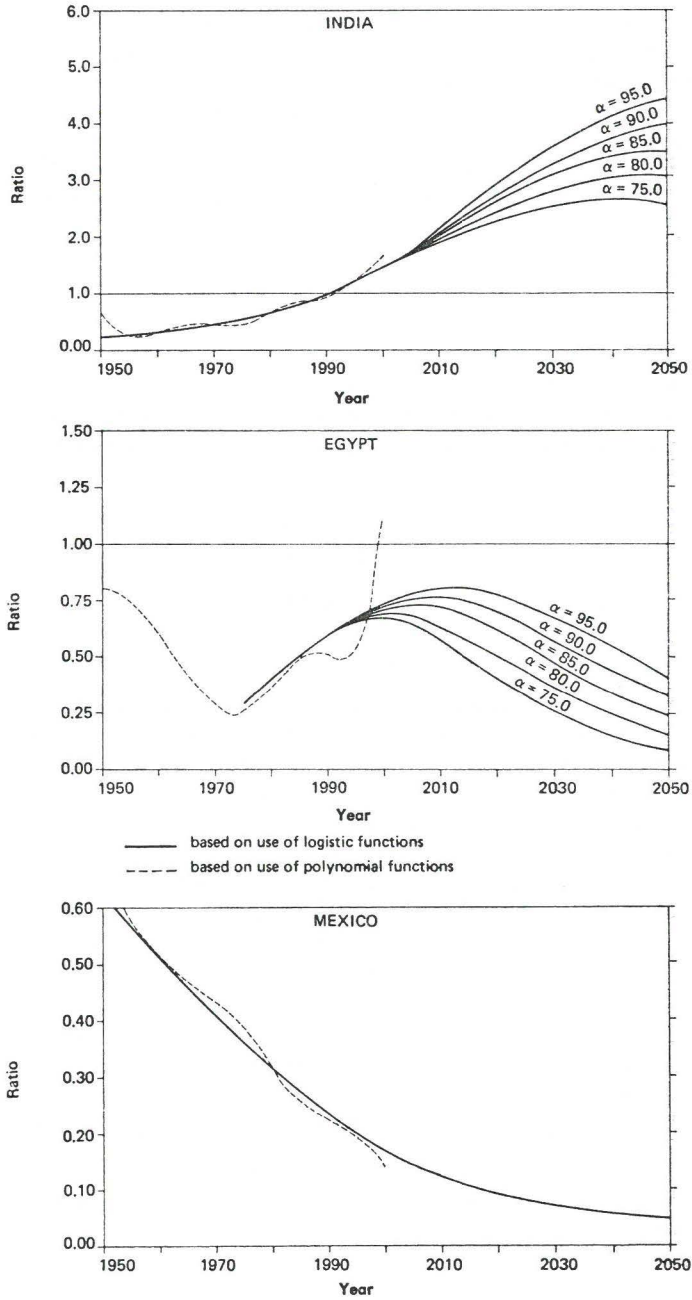 INDIA
6.0
5.0
4.0
3.0
2.0
1.0
0.00
Ratio
α = 95.0
α = 90.0
α = 85.0
α = 80.0
α = 75.0
1950 1970 1990 2010 2030 2050
Year
EGYPT
1.50
1.25
1.00
0.75
0.50
0.25
0.00
Ratio
α = 95.0
α = 90.0
α = 85.0
α = 80.0
α = 75.0
1950 1970 1990 2010 2030 2050
Year
based on use of logistic functions
based on use of polynomial functions
MEXICO
0.60
0.50
0.40
0.30
0.20
0.10
0.00
Ratio
1950 1970 1990 2010 2030 2050
Year